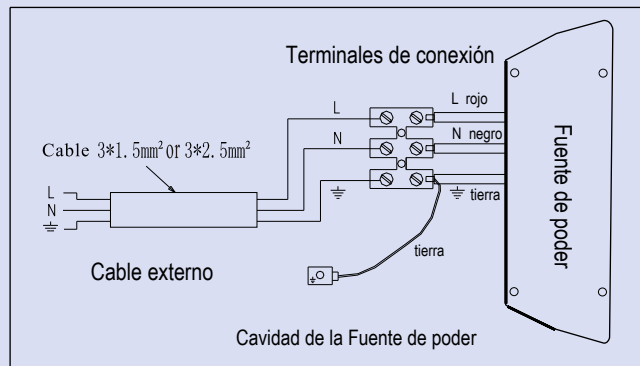 Terminales de conexión
L rojo
L
N negro
N
Cable 3*1.5mm² or 3*2.5mm²
Fuente de poder
L
tierra
N
tierra
Cable externo
Cavidad de la Fuente de poder